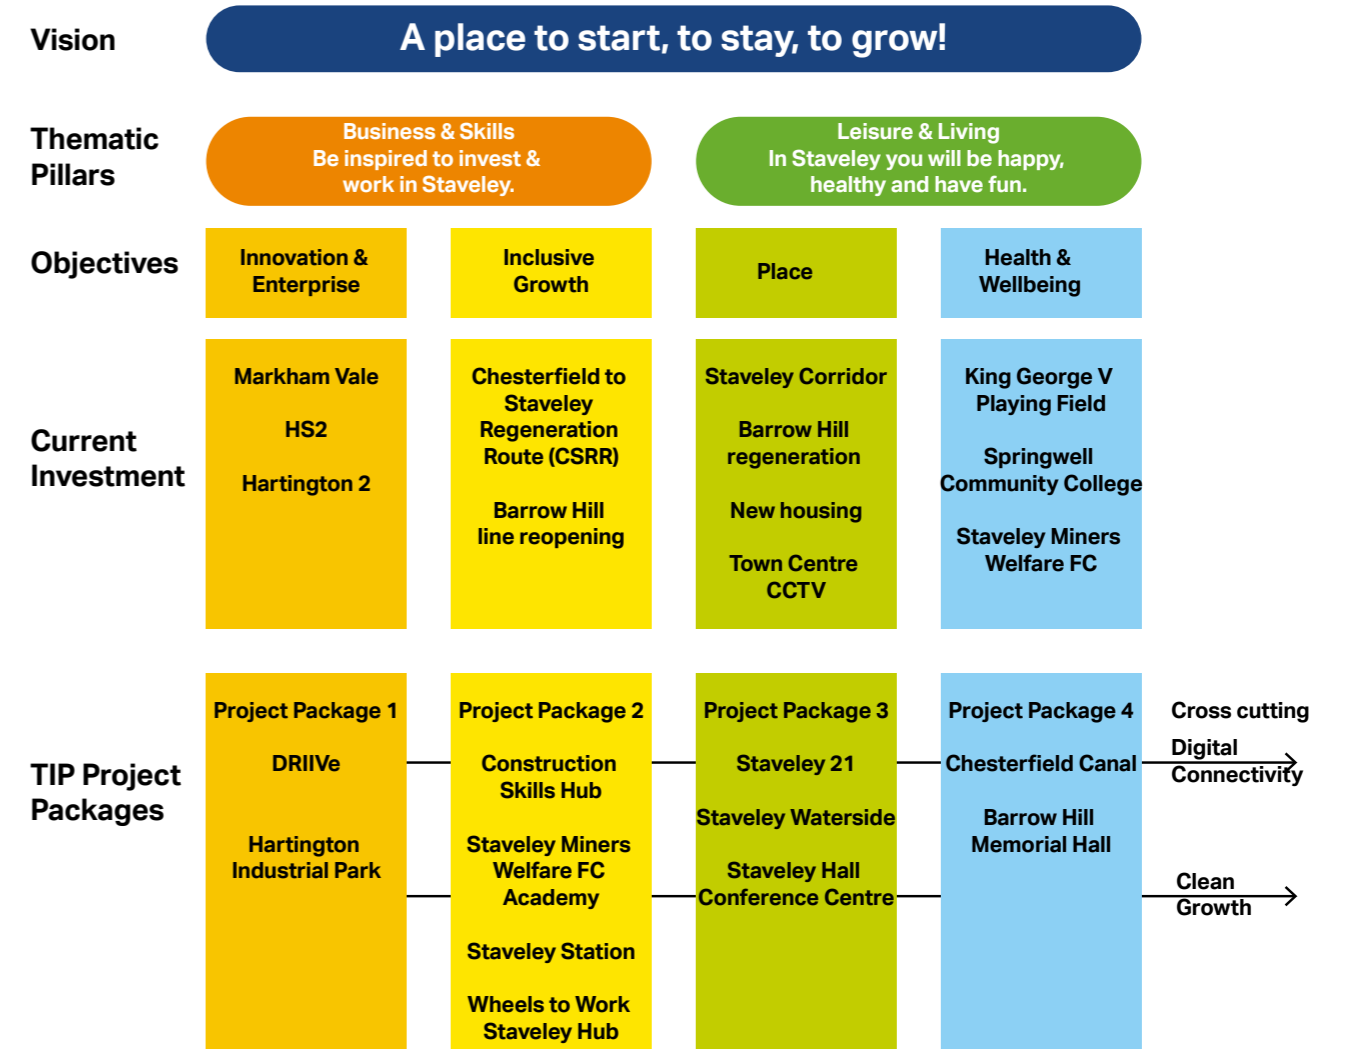 Vision
A place to start, to stay, to grow!
Thematic
Pillars
Business & Skills
Be inspired to invest &
work in Staveley.
Leisure & Living
In Staveley you will be happy,
healthy and have fun.
Objectives
Innovation &
Enterprise
Inclusive
Growth
Place
Health &
Wellbeing
Current
Investment
Markham Vale
HS2
Hartington 2
Chesterfield to
Staveley
Regeneration
Route (CSRR)
Barrow Hill
line reopening
Staveley Corridor
Barrow Hill
regeneration
New housing
Town Centre
CCTV
King George V
Playing Field
Springwell
Community College
Staveley Miners
Welfare FC
TIP Project
Packages
Project Package 1
DRIIVe
Hartington
Industrial Park
Project Package 2
Construction
Skills Hub
Staveley Miners
Welfare FC
Academy
Staveley Station
Wheels to Work
Staveley Hub
Project Package 3
Staveley 21
Staveley Waterside
Staveley Hall
Conference Centre
Project Package 4
Chesterfield Canal
Barrow Hill
Memorial Hall
Cross cutting
Digital
Connectivity
Clean
Growth